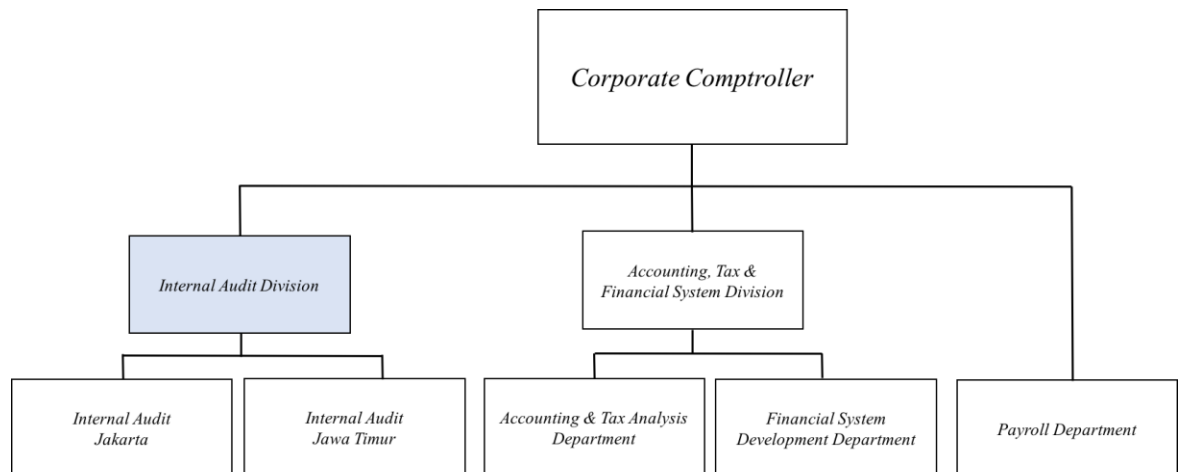 Corporate Comptroller
Internal Audit Division
Accounting, Tax &
Financial System Division
Internal Audit
Jakarta
Internal Audit
Jawa Timur
Accounting & Tax Analysis
Department
Financial System
Development Department
Payroll Department